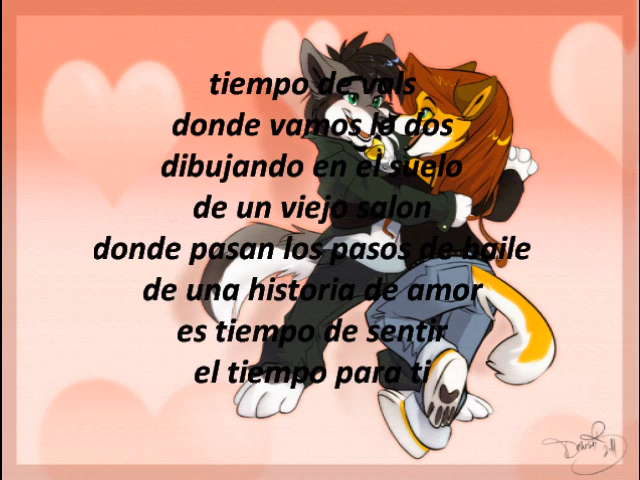 tiempo de vals
donde vamos lo dos
dibujando en el suelo
de un viejo salon
donde pasan los pasos de baile
de una historia de amor
es tiempo de sentir
el tiempo para ti